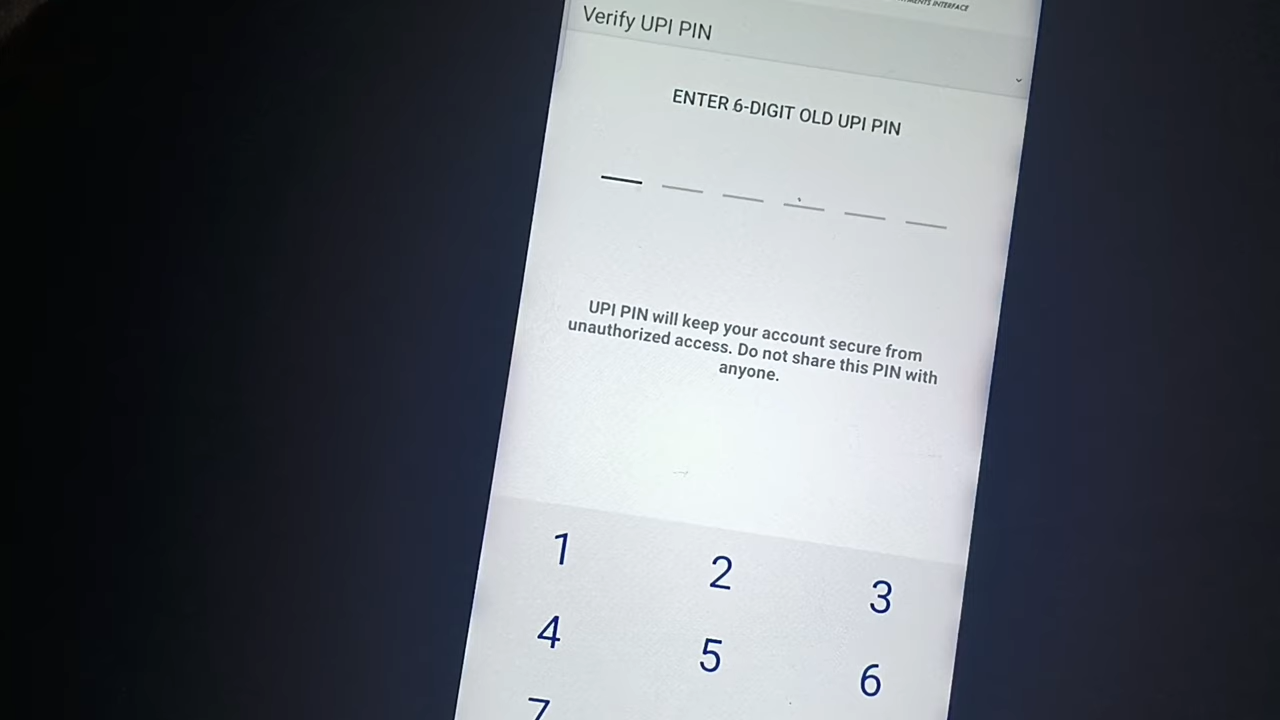 INTERFACE
Verify UPI PIN
ENTER 6-DIGIT OLD UPI PIN
UPI PIN will keep your account secure from
unauthorized access. Do not share this PIN with
anyone.
1 2 3
4 5 6
7